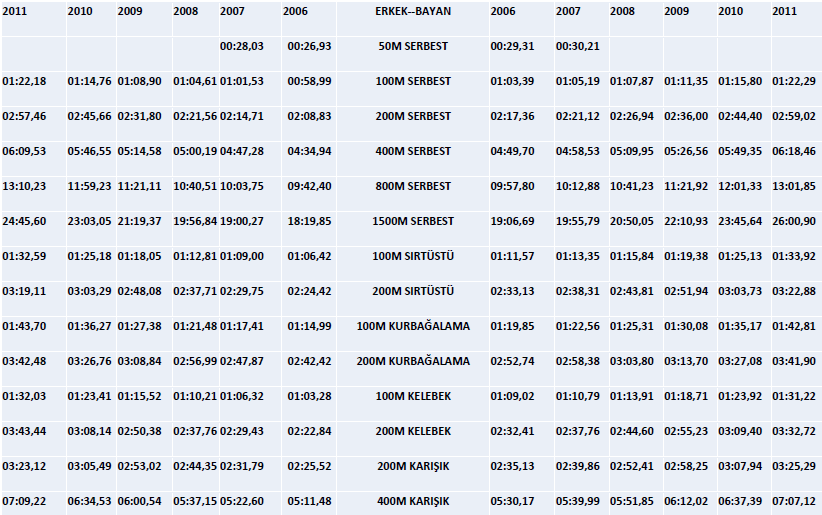 2011 2010 2009 2008 2007 2006 ERKEK--BAYAN 2006 2007 2008 2009 2010 2011
00:28,03 00:26,93 50M SERBEST 00:29,31 00:30,21
01:22,18 01:14,76 01:08,90 01:04,61 01:01,53 00:58,99 100M SERBEST 01:03,39 01:05,19 01:07,87 01:11,35 01:15,80 01:22,29
02:57,46 02:45,66 02:31,80 02:21,56 02:14,71 02:08,83 200M SERBEST 02:17,36 02:21,12 02:26,94 02:36,00 02:44,40 02:59,02
06:09,53 05:46,55 05:14,58 05:00,19 04:47,28 04:34,94 400M SERBEST 04:49,70 04:58,53 05:09,95 05:26,56 05:49,35 06:18,46
13:10,23 11:59,23 11:21,11 10:40,51 10:03,75 09:42,40 800M SERBEST 09:57,80 10:12,88 10:41,23 11:21,92 12:01,33 13:01,85
24:45,60 23:03,05 21:19,37 19:56,84 19:00,27 18:19,85 1500M SERBEST 19:06,69 19:55,79 20:50,05 22:10,93 23:45,64 26:00,90
01:32,59 01:25,18 01:18,05 01:12,81 01:09,00 01:06,42 100M SIRTÜSTÜ 01:11,57 01:13,35 01:15,84 01:19,38 01:25,13 01:33,92
03:19,11 03:03,29 02:48,08 02:37,71 02:29,75 02:24,42 200M SIRTÜSTÜ 02:33,13 02:38,31 02:43,81 02:51,94 03:03,73 03:22,88
01:43,70 01:36,27 01:27,38 01:21,48 01:17,41 01:14,99 100M KURBAĞALAMA 01:19,85 01:22,56 01:25,31 01:30,08 01:35,17 01:42,81
03:42,48 03:26,76 03:08,84 02:56,99 02:47,87 02:42,42 200M KURBAĞALAMA 02:52,74 02:58,38 03:03,80 03:13,70 03:27,08 03:41,90
01:32,03 01:23,41 01:15,52 01:10,21 01:06,32 01:03,28 100M KELEBEK 01:09,02 01:10,79 01:13,91 01:18,71 01:23,92 01:31,22
03:43,44 03:08,14 02:50,38 02:37,76 02:29,43 02:22,84 200M KELEBEK 02:32,41 02:37,76 02:44,60 02:55,23 03:09,40 03:32,72
03:23,12 03:05,49 02:53,02 02:44,35 02:31,79 02:25,52 200M KARIŞIK 02:35,13 02:39,86 02:52,41 02:58,25 03:07,94 03:25,29
07:09,22 06:34,53 06:00,54 05:37,15 05:22,60 05:11,48 400M KARIŞIK 05:30,17 05:39,99 05:51,85 06:12,02 06:37,39 07:07,12